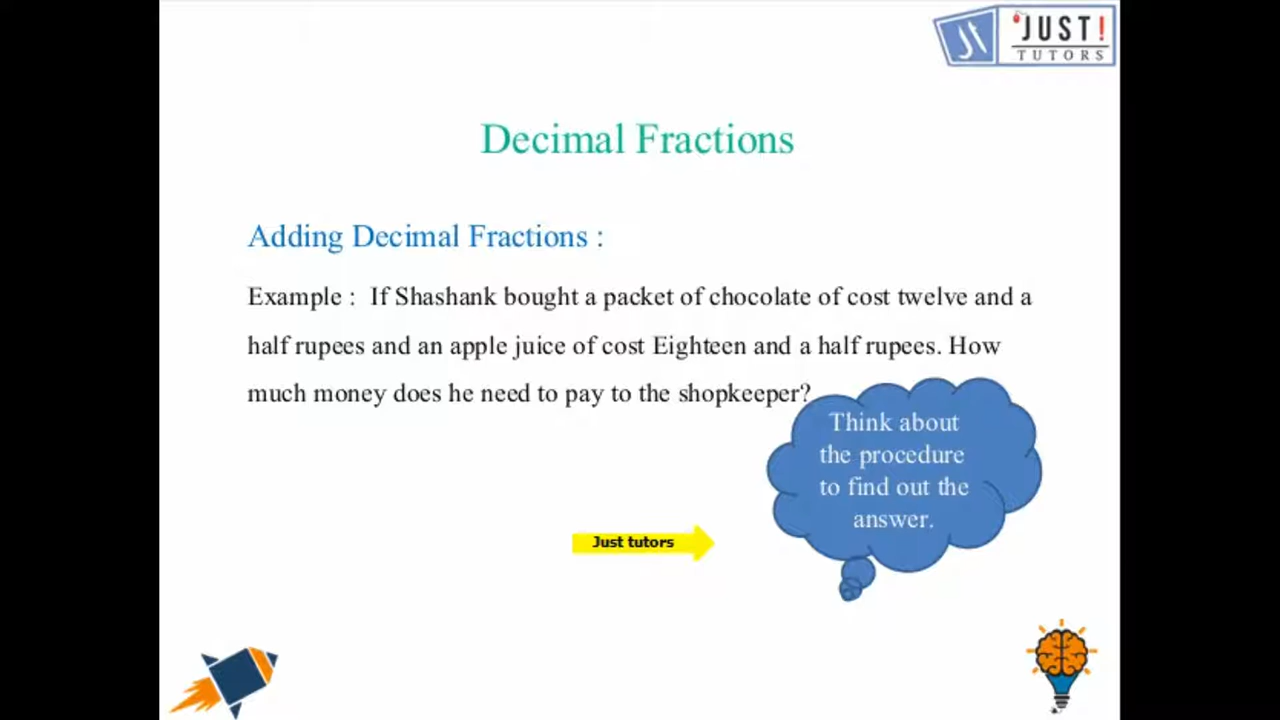 Jt
JUST!
TUTORS
Decimal Fractions
Adding Decimal Fractions :
Example : If Shashank bought a packet of chocolate of cost twelve and a
half rupees and an apple juice of cost Eighteen and a half rupees. How
much money does he need to pay to the shopkeeper?
Think about
the procedure
to find out the
answer.
Just tutors